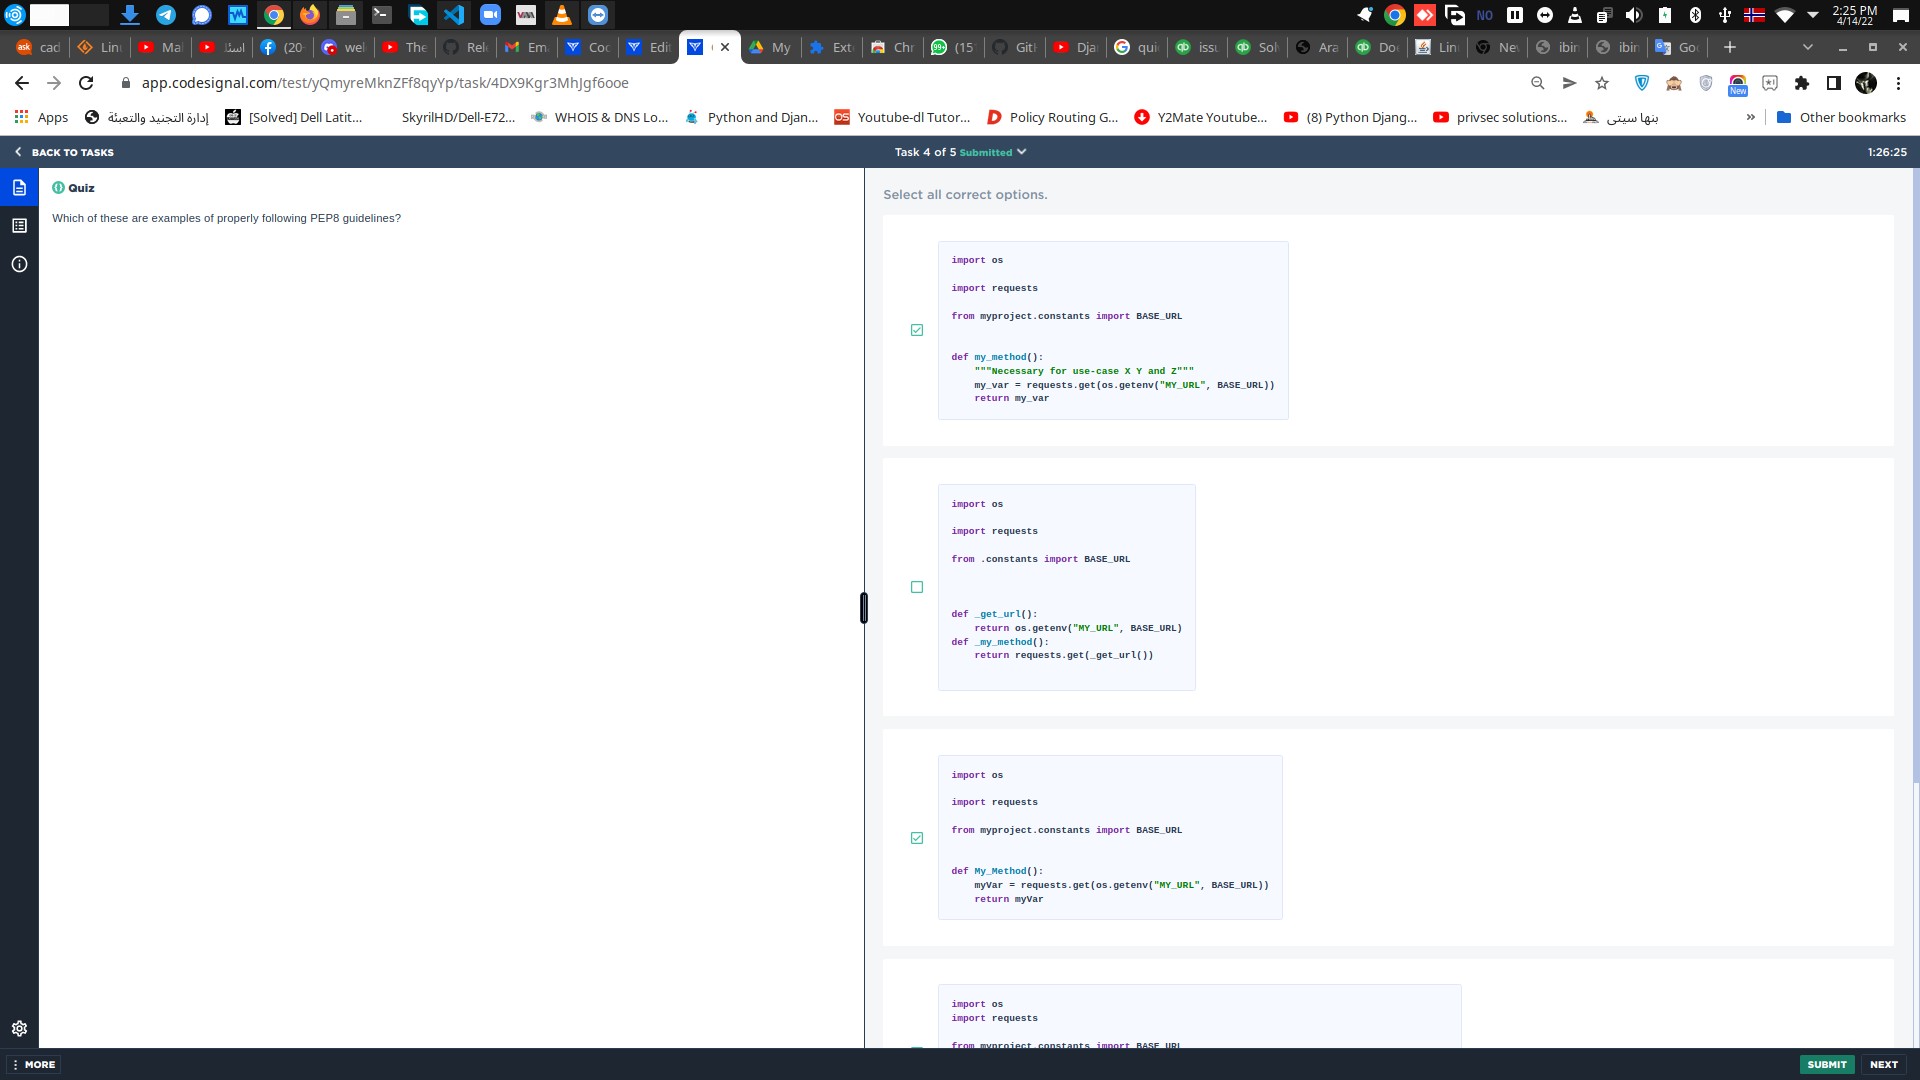 NO
2:25 PM
4/14/22
cad
Lin
Ma
اسئا
(20
wel
The
Rel
Em
Coc
Edit
My
Ext
Chr
(15
Git
Dja
qui
issu
Sol
Ara
Doc
Lin
Ne
ibin
ibin
Go
app.codesignal.com/test/yQmyreMknZFf8qyYp/task/4DX9Kgr3MhJgf6ooe
New
Apps
إدارة التجنيد والتعبئة
[Solved] Dell Latit...
SkyrilHD/Dell-E72...
WHOIS & DNS Lo...
Python and Djan...
Youtube-dl Tutor...
Policy Routing G...
Y2Mate Youtube...
(8) Python Djang...
privsec solutions...
بنها سيتى
»
Other bookmarks
BACK TO TASKS
Task 4 of 5 Submitted
1:26:25
Quiz
Which of these are examples of properly following PEP8 guidelines?
Select all correct options.
import os
import requests
from myproject.constants import BASE_URL
def my_method():
"""Necessary for use-case X Y and Z"""
my_var = requests.get(os.getenv("MY_URL", BASE_URL))
return my_var
import os
import requests
from .constants import BASE_URL
def _get_url():
return os.getenv("MY_URL", BASE_URL)
def _my_method():
return requests.get(_get_url())
import os
import requests
from myproject.constants import BASE_URL
def My_Method():
myVar = requests.get(os.getenv("MY_URL", BASE_URL))
return myVar
import os
import requests
from myproject.constants import BASE_URL
MORE
SUBMIT
NEXT